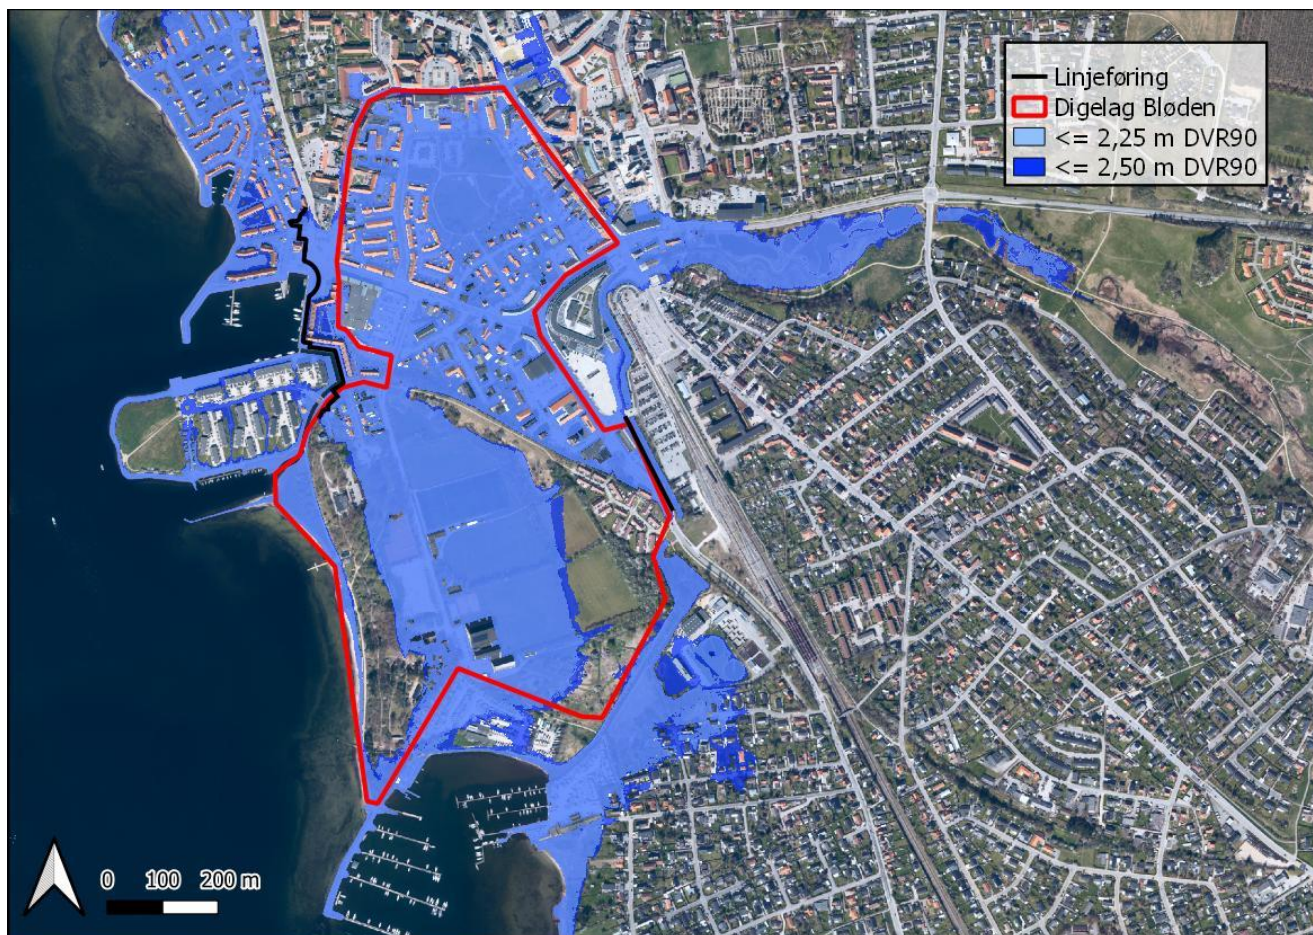 Linjeføring
Digelag Bløden
<= 2,25 m DVR90
<= 2,50 m DVR90
0 100 200 m